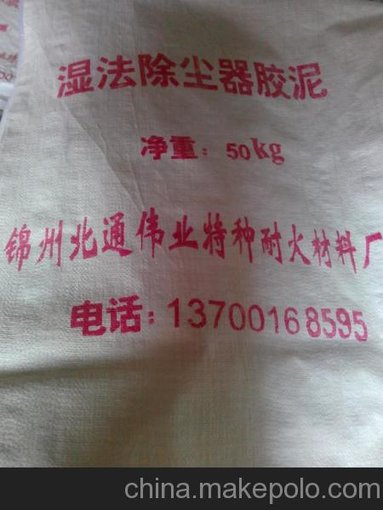 湿法除尘器胶泥
净重：50kg
锦州北通伟业特种耐火材料厂
电话：13700168595
china.makepolo.com